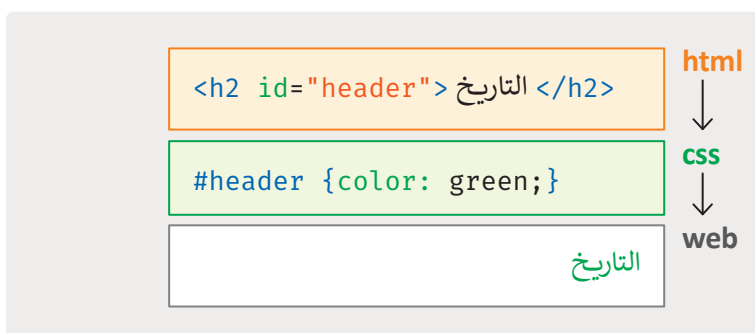 html
<h2 id="header"> التاريخ </h2>
css
#header {color: green;}
web
التاريخ